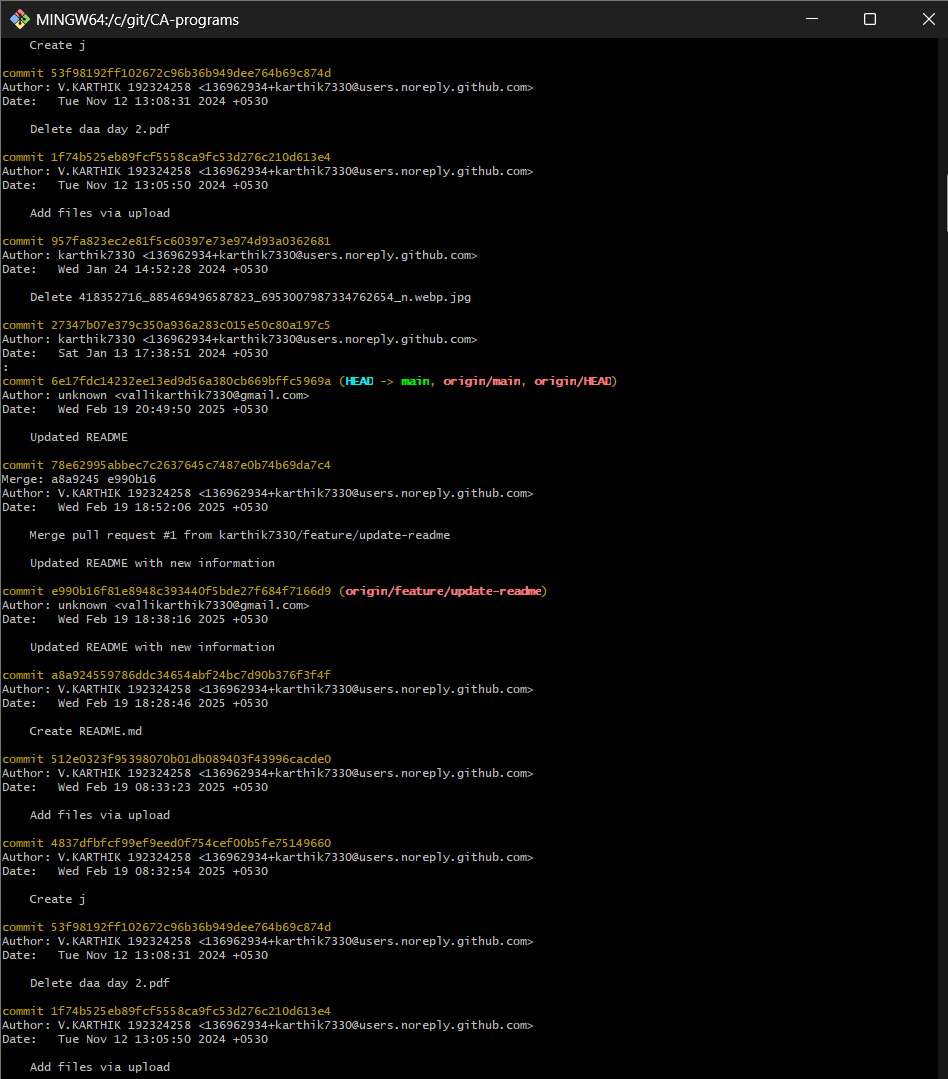 MINGW64:/c/git/CA-programs
Create j
commit 53f98192ff102672c96b36b949dee764b69c874d
Author: V.KARTHIK 192324258 <136962934+karthik7330@users.noreply.github.com>
Date:   Tue Nov 12 13:08:31 2024 +0530
Delete daa day 2.pdf
commit 1f74b525eb89fcf5558ca9fc53d276c210d613e4
Author: V.KARTHIK 192324258 <136962934+karthik7330@users.noreply.github.com>
Date:   Tue Nov 12 13:05:50 2024 +0530
Add files via upload
commit 957fa823ec2e81f5c60397e73e974d93a0362681
Author: karthik7330 <136962934+karthik7330@users.noreply.github.com>
Date:   Wed Jan 24 14:52:28 2024 +0530
Delete 418352716_885469496587823_6953007987334762654_n.webp.jpg
commit 27347b07e379c350a936a283c015e50c80a197c5
Author: karthik7330 <136962934+karthik7330@users.noreply.github.com>
Date:   Sat Jan 13 17:38:51 2024 +0530
:
commit 6e17fdc14232ee13ed9d56a380cb669bffc5969a (HEAD -> main, origin/main, origin/HEAD)
Author: unknown <vallikarthik7330@gmail.com>
Date:   Wed Feb 19 20:49:50 2025 +0530
Updated README
commit 78e62995abbec7c2637645c7487e0b74b69da7c4
Merge: a8a9245 e990b16
Author: V.KARTHIK 192324258 <136962934+karthik7330@users.noreply.github.com>
Date:   Wed Feb 19 18:52:06 2025 +0530
Merge pull request #1 from karthik7330/feature/update-readme
Updated README with new information
commit e990b16f81e8948c393440f5bde27f684f7166d9 (origin/feature/update-readme)
Author: unknown <vallikarthik7330@gmail.com>
Date:   Wed Feb 19 18:38:16 2025 +0530
Updated README with new information
commit a8a924559786ddc34654abf24bc7d90b376f3f4f
Author: V.KARTHIK 192324258 <136962934+karthik7330@users.noreply.github.com>
Date:   Wed Feb 19 18:28:46 2025 +0530
Create README.md
commit 512e0323f95398070b01db089403f43996cacde0
Author: V.KARTHIK 192324258 <136962934+karthik7330@users.noreply.github.com>
Date:   Wed Feb 19 08:33:23 2025 +0530
Add files via upload
commit 4837dfbfcf99ef9eed0f754cef00b5fe75149660
Author: V.KARTHIK 192324258 <136962934+karthik7330@users.noreply.github.com>
Date:   Wed Feb 19 08:32:54 2025 +0530
Create j
commit 53f98192ff102672c96b36b949dee764b69c874d
Author: V.KARTHIK 192324258 <136962934+karthik7330@users.noreply.github.com>
Date:   Tue Nov 12 13:08:31 2024 +0530
Delete daa day 2.pdf
commit 1f74b525eb89fcf5558ca9fc53d276c210d613e4
Author: V.KARTHIK 192324258 <136962934+karthik7330@users.noreply.github.com>
Date:   Tue Nov 12 13:05:50 2024 +0530
Add files via upload